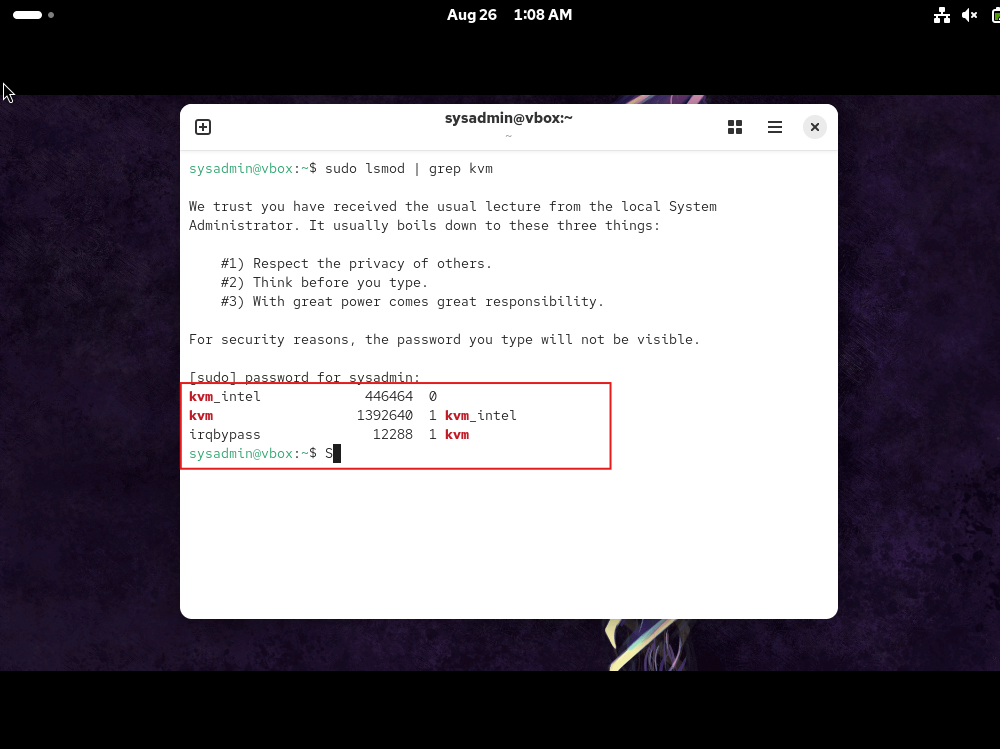 Aug 26 1:08 AM
sysadmin@vbox:~
~
sysadmin@vbox:~$ sudo lsmod | grep kvm
We trust you have received the usual lecture from the local System
Administrator. It usually boils down to these three things:
#1) Respect the privacy of others.
#2) Think before you type.
#3) With great power comes great responsibility.
For security reasons, the password you type will not be visible.
[sudo] password for sysadmin:
kvm_intel 446464 0
kvm 1392640 1 kvm_intel
irqbypass 12288 1 kvm
sysadmin@vbox:~$ S